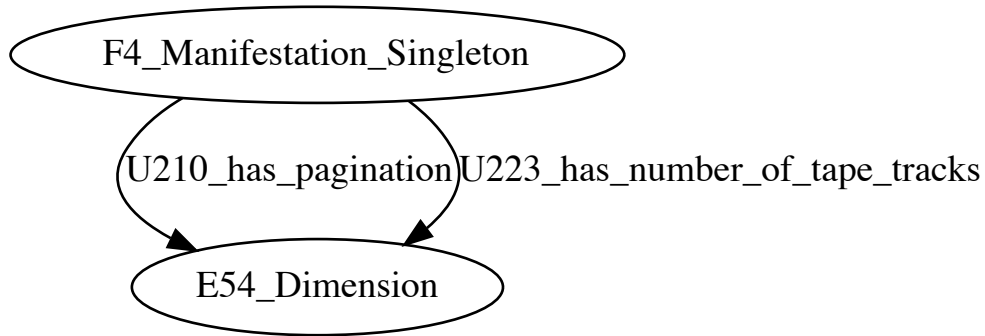 F4_Manifestation_Singleton
U210_has_pagination
U223_has_number_of_tape_tracks
E54_Dimension